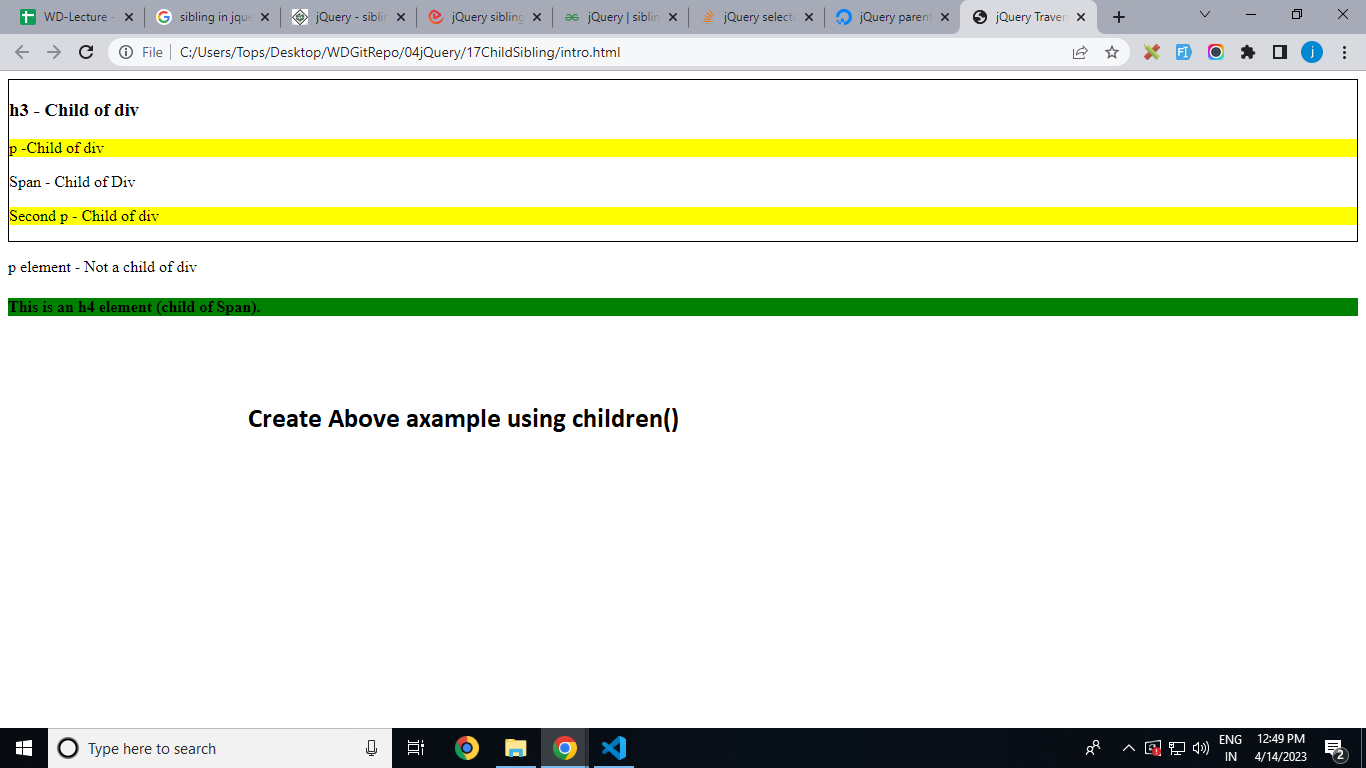 WD-Lecture -
sibling in jque
jQuery - siblin
jQuery sibling
jQuery | siblin
jQuery select
jQuery parent
jQuery Traver
File
C:/Users/Tops/Desktop/WDGitRepo/04jQuery/17ChildSibling/intro.html
j
h3 - Child of div
p -Child of div
Span - Child of Div
Second p - Child of div
p element - Not a child of div
This is an h4 element (child of Span).
Create Above axample using children()
Type here to search
ENG
IN
12:49 PM
4/14/2023
2